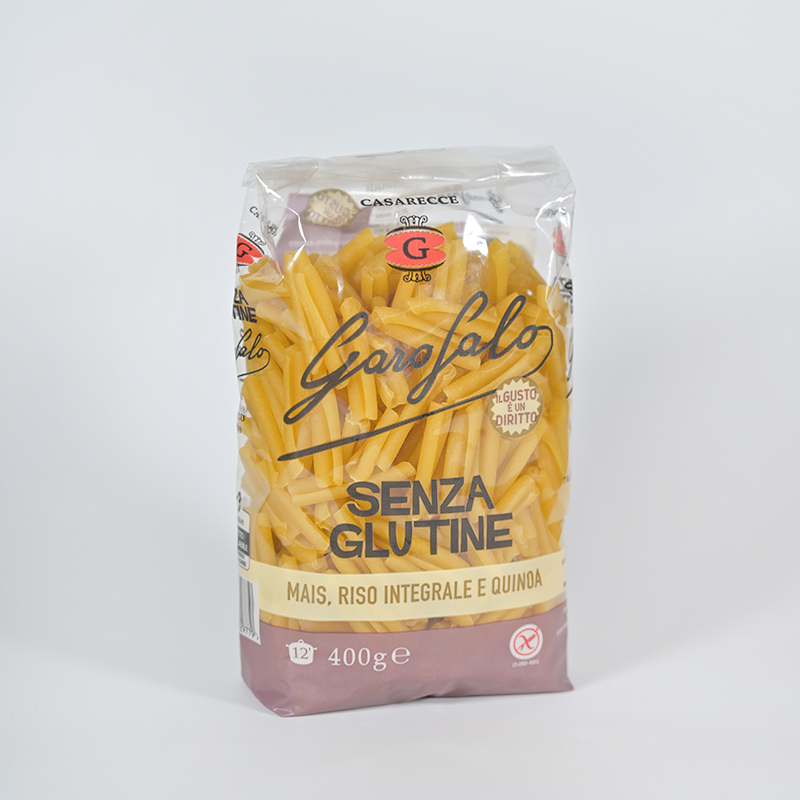 CASARECCE
G
Garofalo
IL GUSTO
È UN
DIRITTO
SENZA
GLUTINE
MAIS, RISO INTEGRALE E QUINOA
12'
400g e